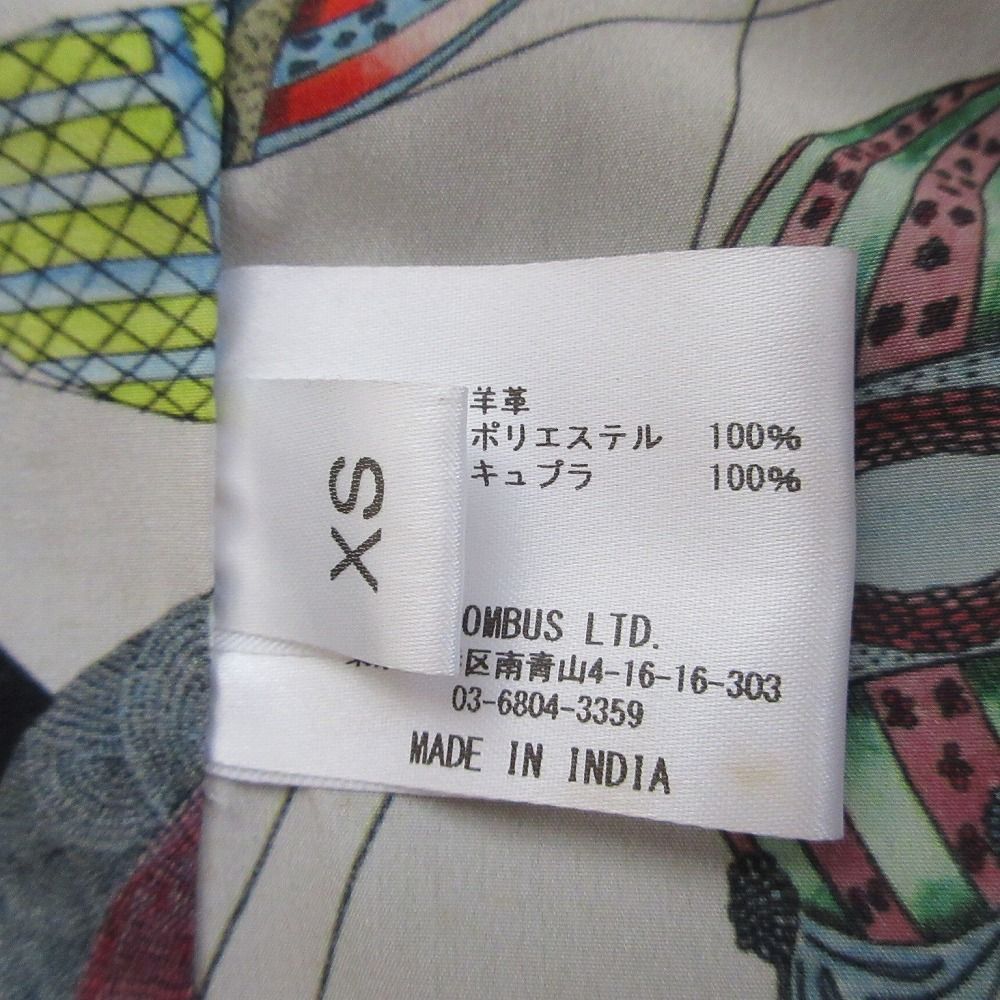 羊革
ポリエステル 100%
キュプラ 100%
XS
OMBUS LTD.
区南青山4-16-16-303
03-6804-3359
MADE IN INDIA